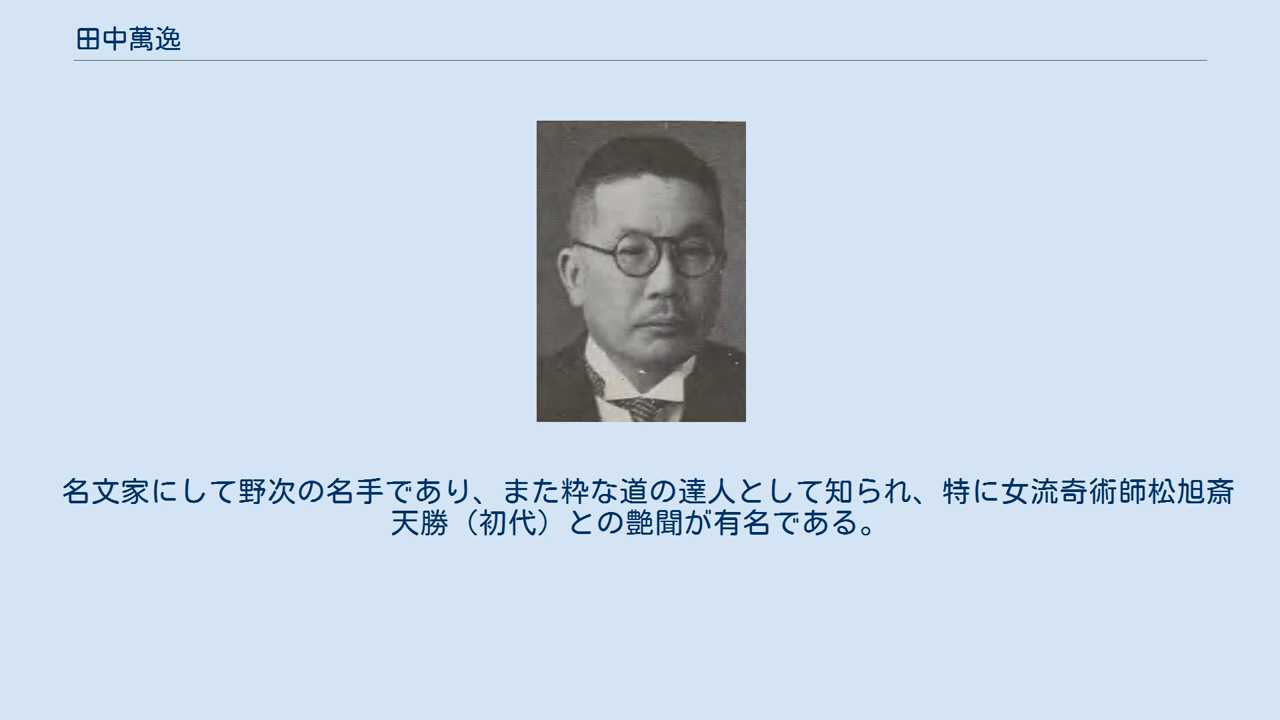 田中萬逸
名文家にして野次の名手であり、また粋な道の達人として知られ、特に女流奇術師松旭斎
天勝（初代）との艶聞が有名である。